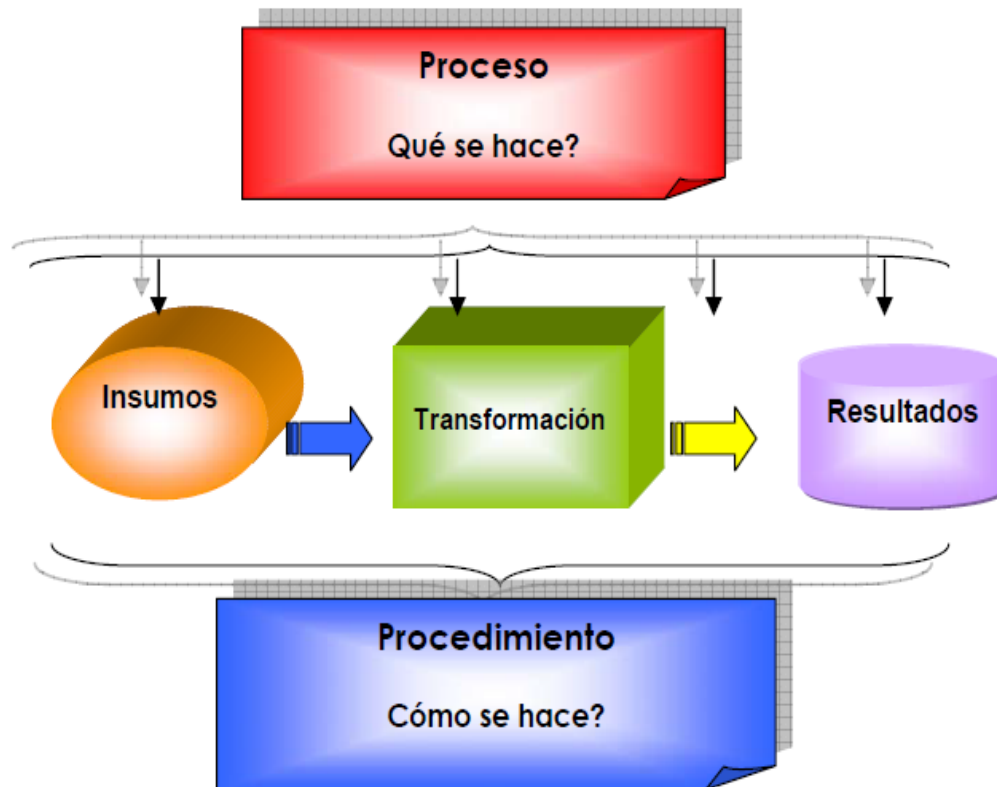 Proceso
Qué se hace?
Insumos
Transformación
Resultados
Procedimiento
Cómo se hace?